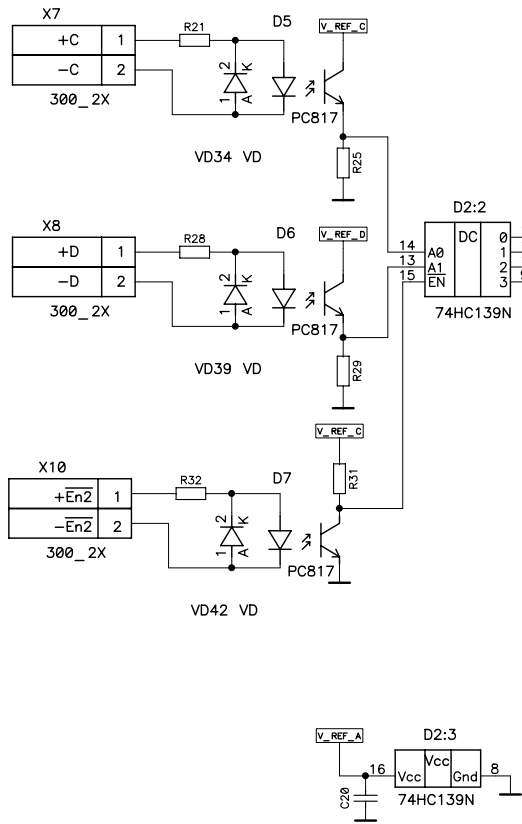 X7
D5
V_REF_C
+C 1
R21
2 K
-C 2
1 A
300_2X
PC817
VD34 VD
R25
D2:2
X8
D6
V_REF_D
DC 0
14 A0 1
+D 1
R28
13 A1 2
2 K
15 EN 3 9
-D 2
1 A
300_2X
PC817
74HC139N
VD39 VD
R29
V_REF_C
X10
D7
R31
+En2 1
R32
2 K
-En2 2
1 A
300_2X
PC817
VD42 VD
V_REF_A
D2:3
16 Vcc Vcc Gnd 8
C20
74HC139N